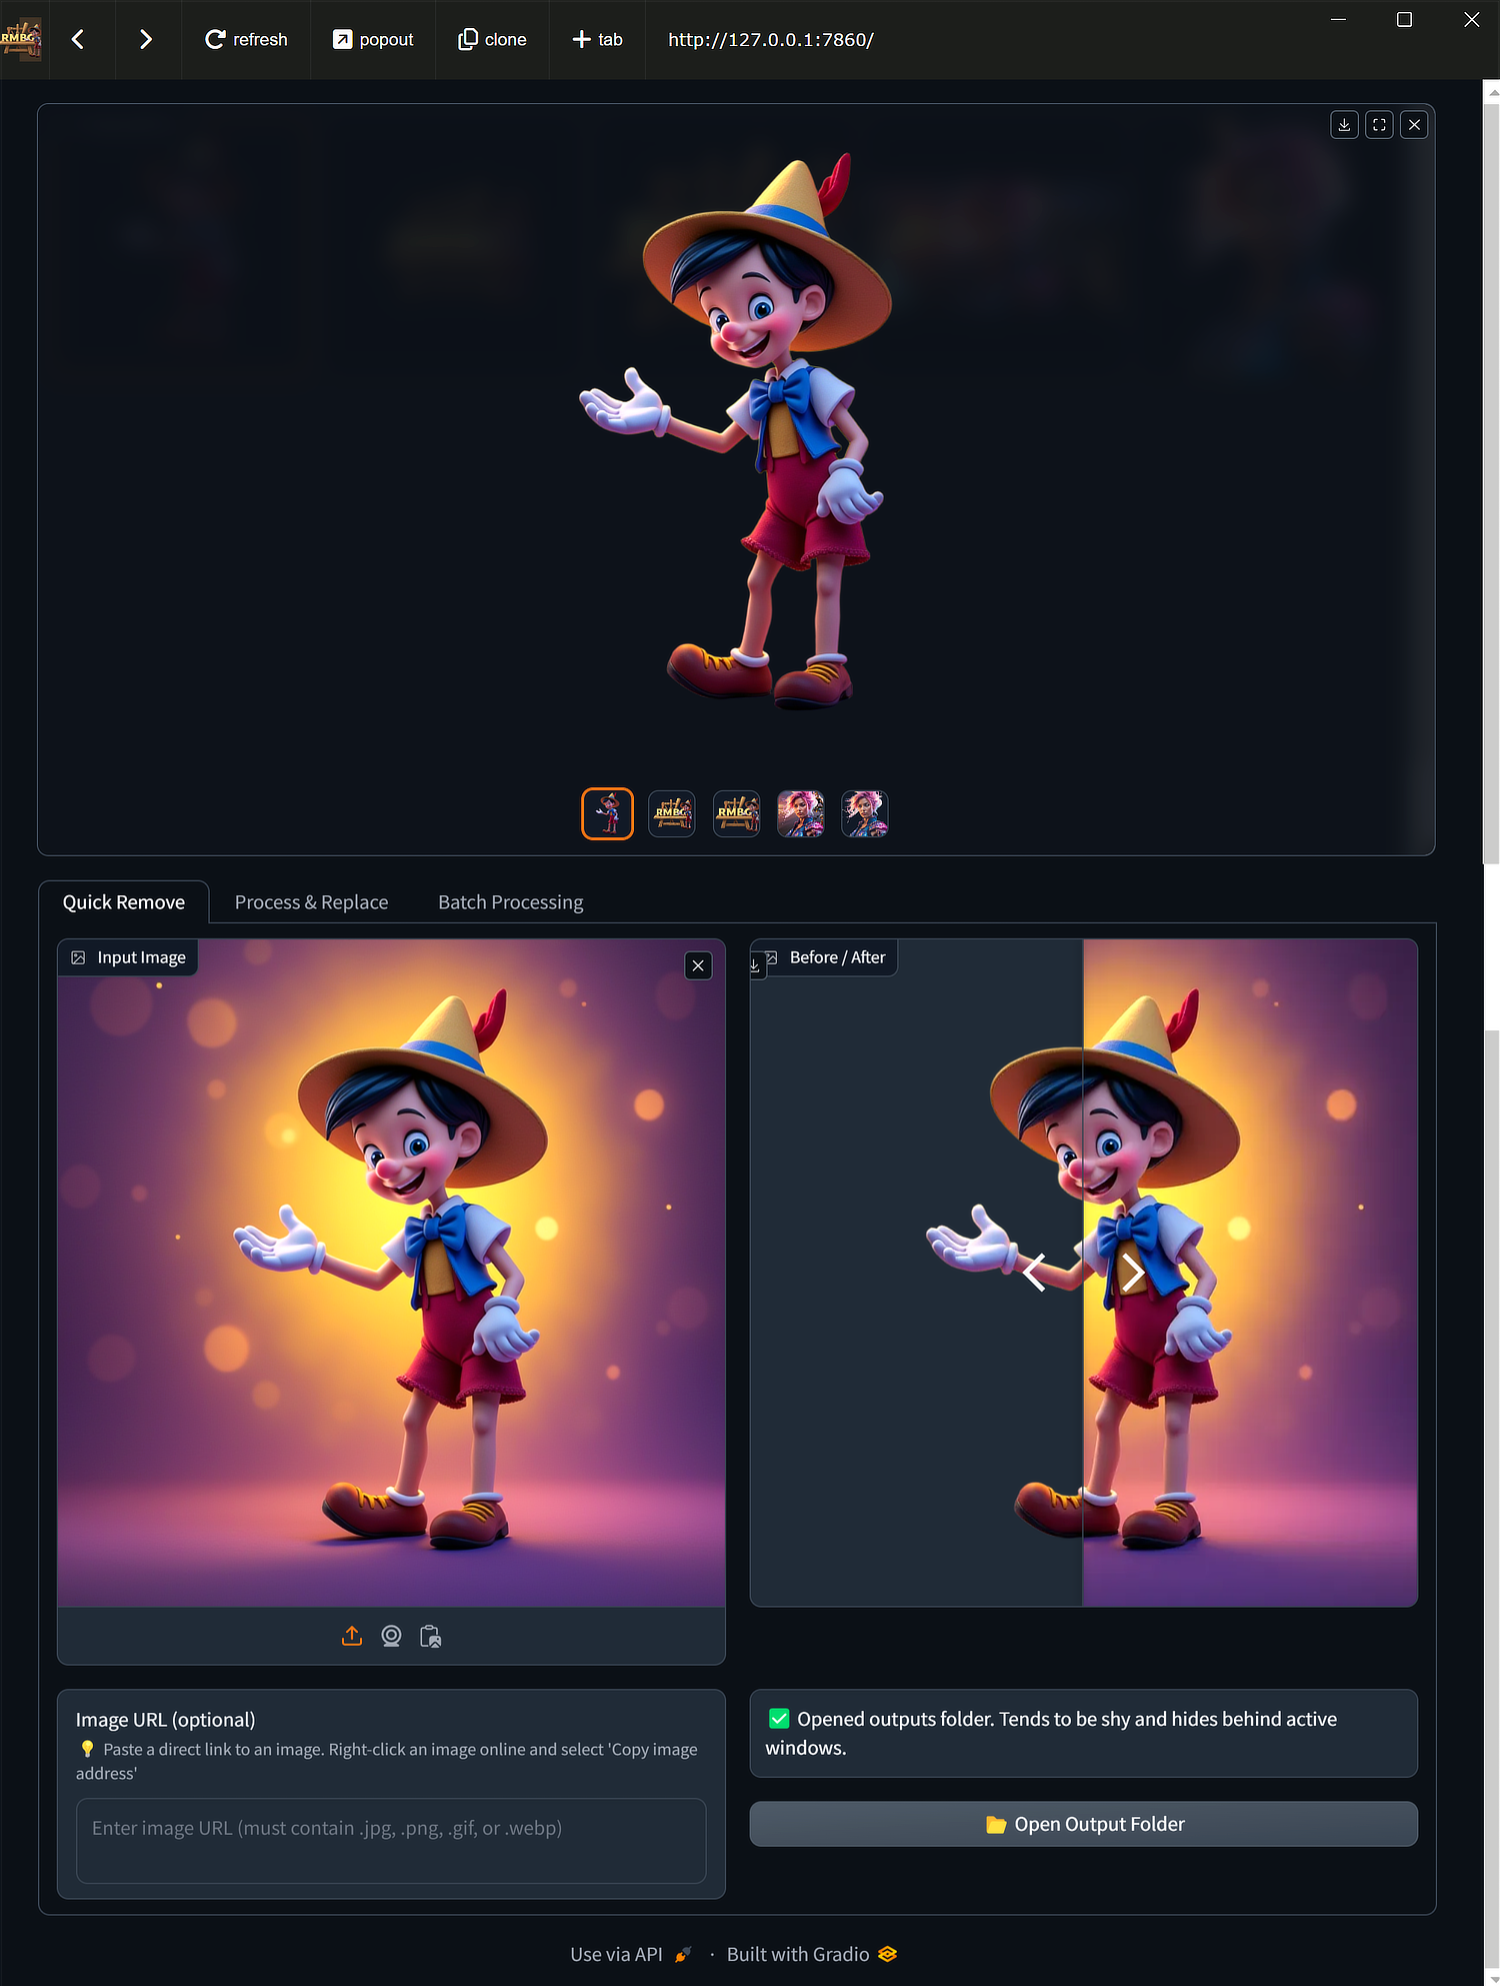 RMBG
refresh
popout
clone
tab
http://127.0.0.1:7860/
RMBG
RMBG
Quick Remove
Process & Replace
Batch Processing
Input Image
Before / After
Image URL (optional)
💡 Paste a direct link to an image. Right-click an image online and select 'Copy image
address'
Enter image URL (must contain .jpg, .png, .gif, or .webp)
✅ Opened outputs folder. Tends to be shy and hides behind active
windows.
📂 Open Output Folder
Use via API · Built with Gradio